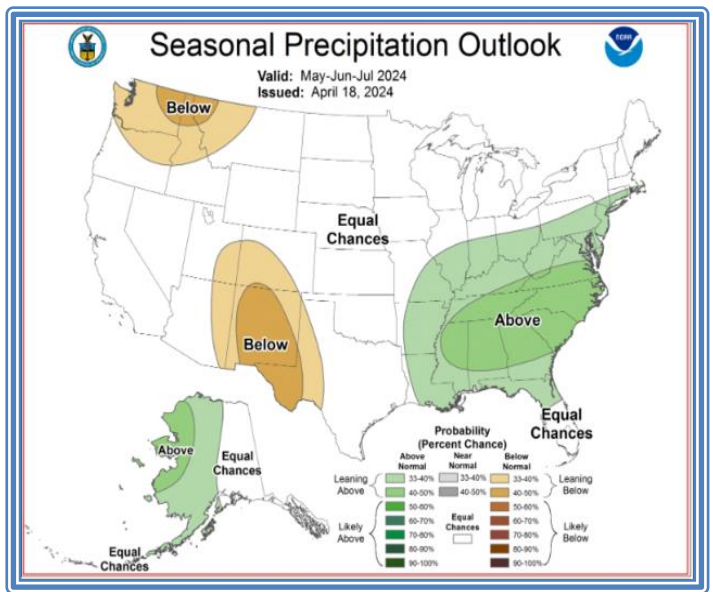 Seasonal Precipitation Outlook
Valid: May-Jun-Jul 2024
Issued: April 18, 2024
Below
Equal
Chances
Above
Below
Equal
Chances
Above
Equal
Chances
Equal
Chances
Probability
(Percent Chance)
Above
Normal
Near
Normal
Below
Normal
Leaning
Above
33-40%
33-40%
33-40%
Leaning
Below
40-50%
40-50%
40-50%
Likely
Above
50-60%
60-70%
70-80%
80-90%
90-100%
Equal
Chances
50-60%
60-70%
70-80%
80-90%
90-100%
Likely
Below